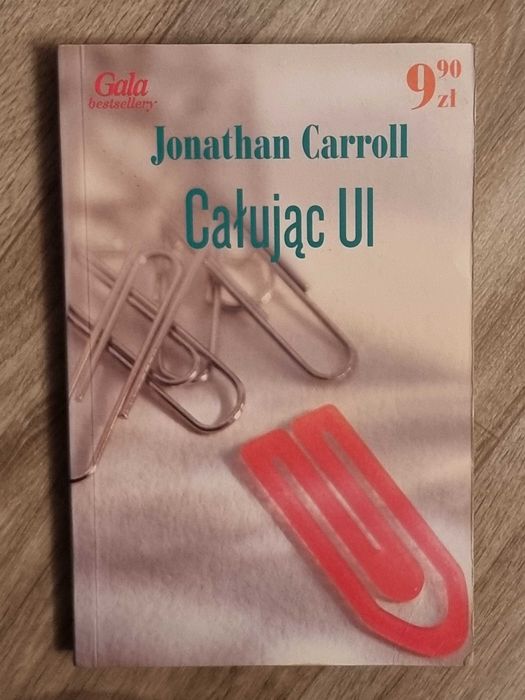 Gala
bestsellery
9 90
zł
Jonathan Carroll
Całując Ul